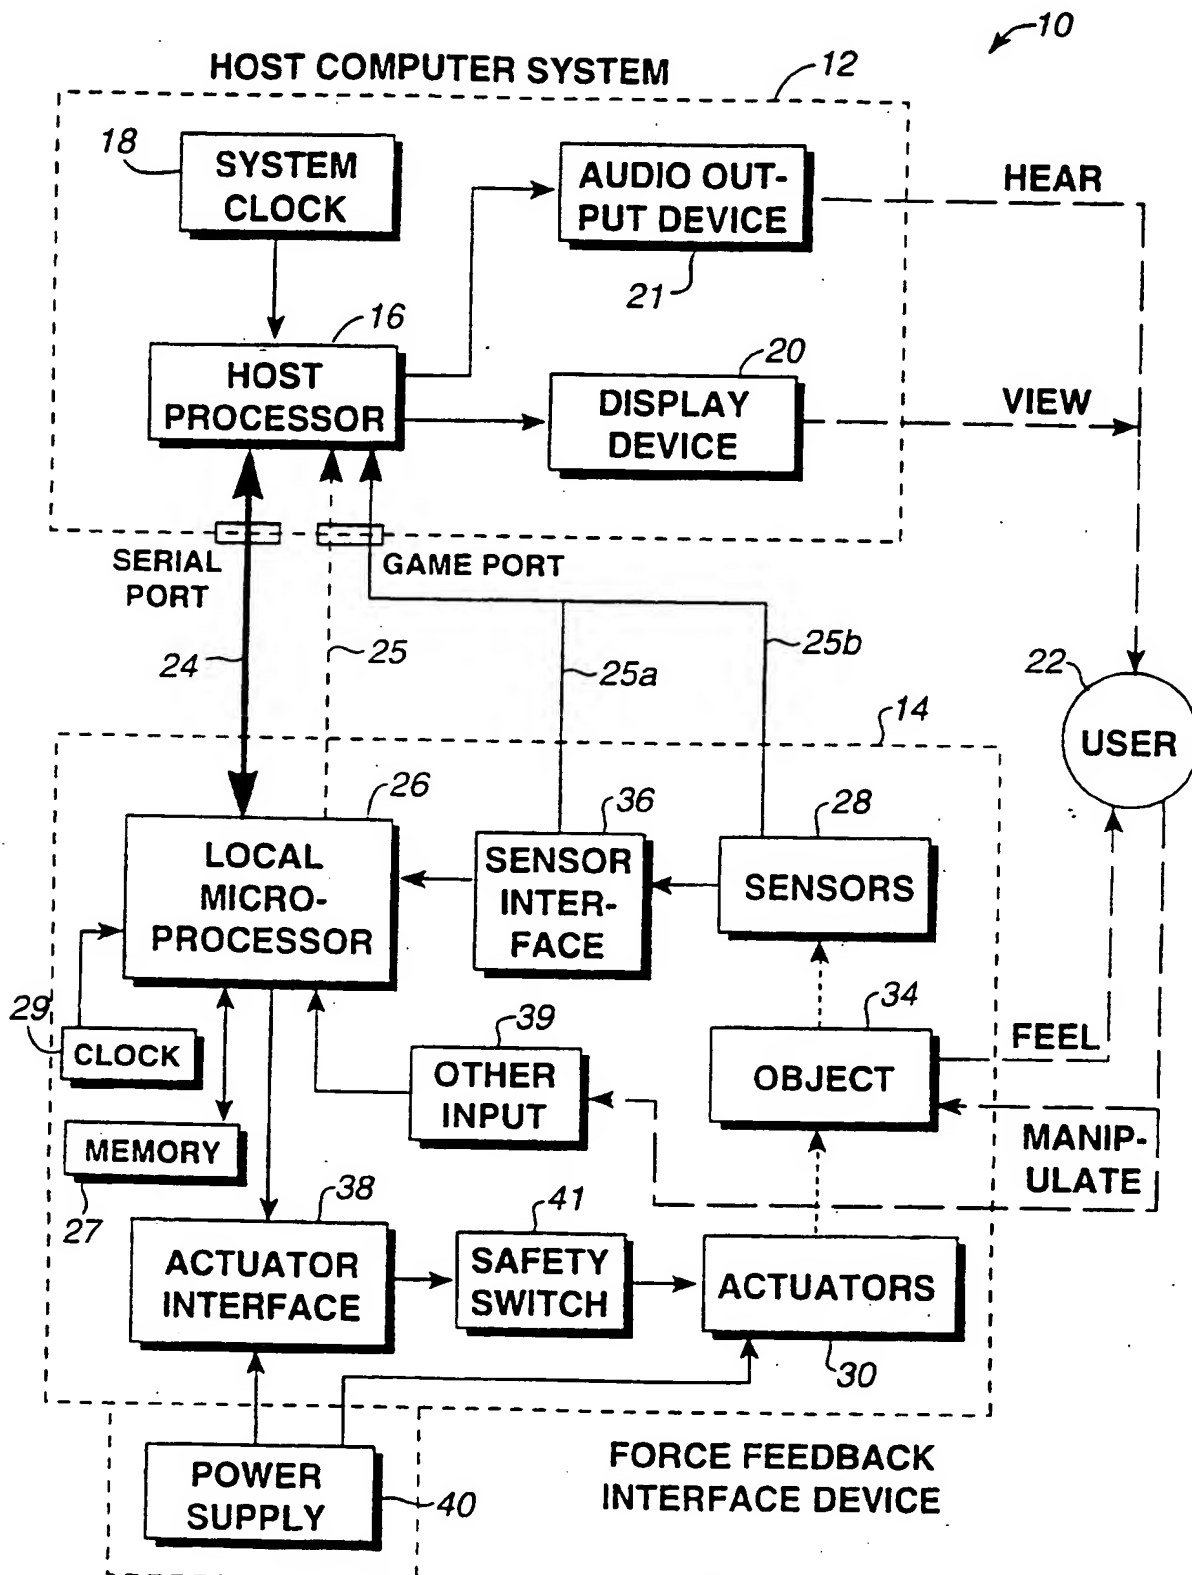 10
HOST COMPUTER SYSTEM
12
18
SYSTEM
CLOCK
AUDIO OUT-
PUT DEVICE
21
HEAR
16
HOST
PROCESSOR
20
DISPLAY
DEVICE
VIEW
SERIAL
PORT
GAME PORT
24
25
25a
25b
22
USER
14
26
LOCAL
MICRO-
PROCESSOR
36
SENSOR
INTER-
FACE
28
SENSORS
29
CLOCK
39
OTHER
INPUT
34
OBJECT
FEEL
MANIP-
ULATE
MEMORY
27
38
ACTUATOR
INTERFACE
41
SAFETY
SWITCH
ACTUATORS
30
POWER
SUPPLY
40
FORCE FEEDBACK
INTERFACE DEVICE